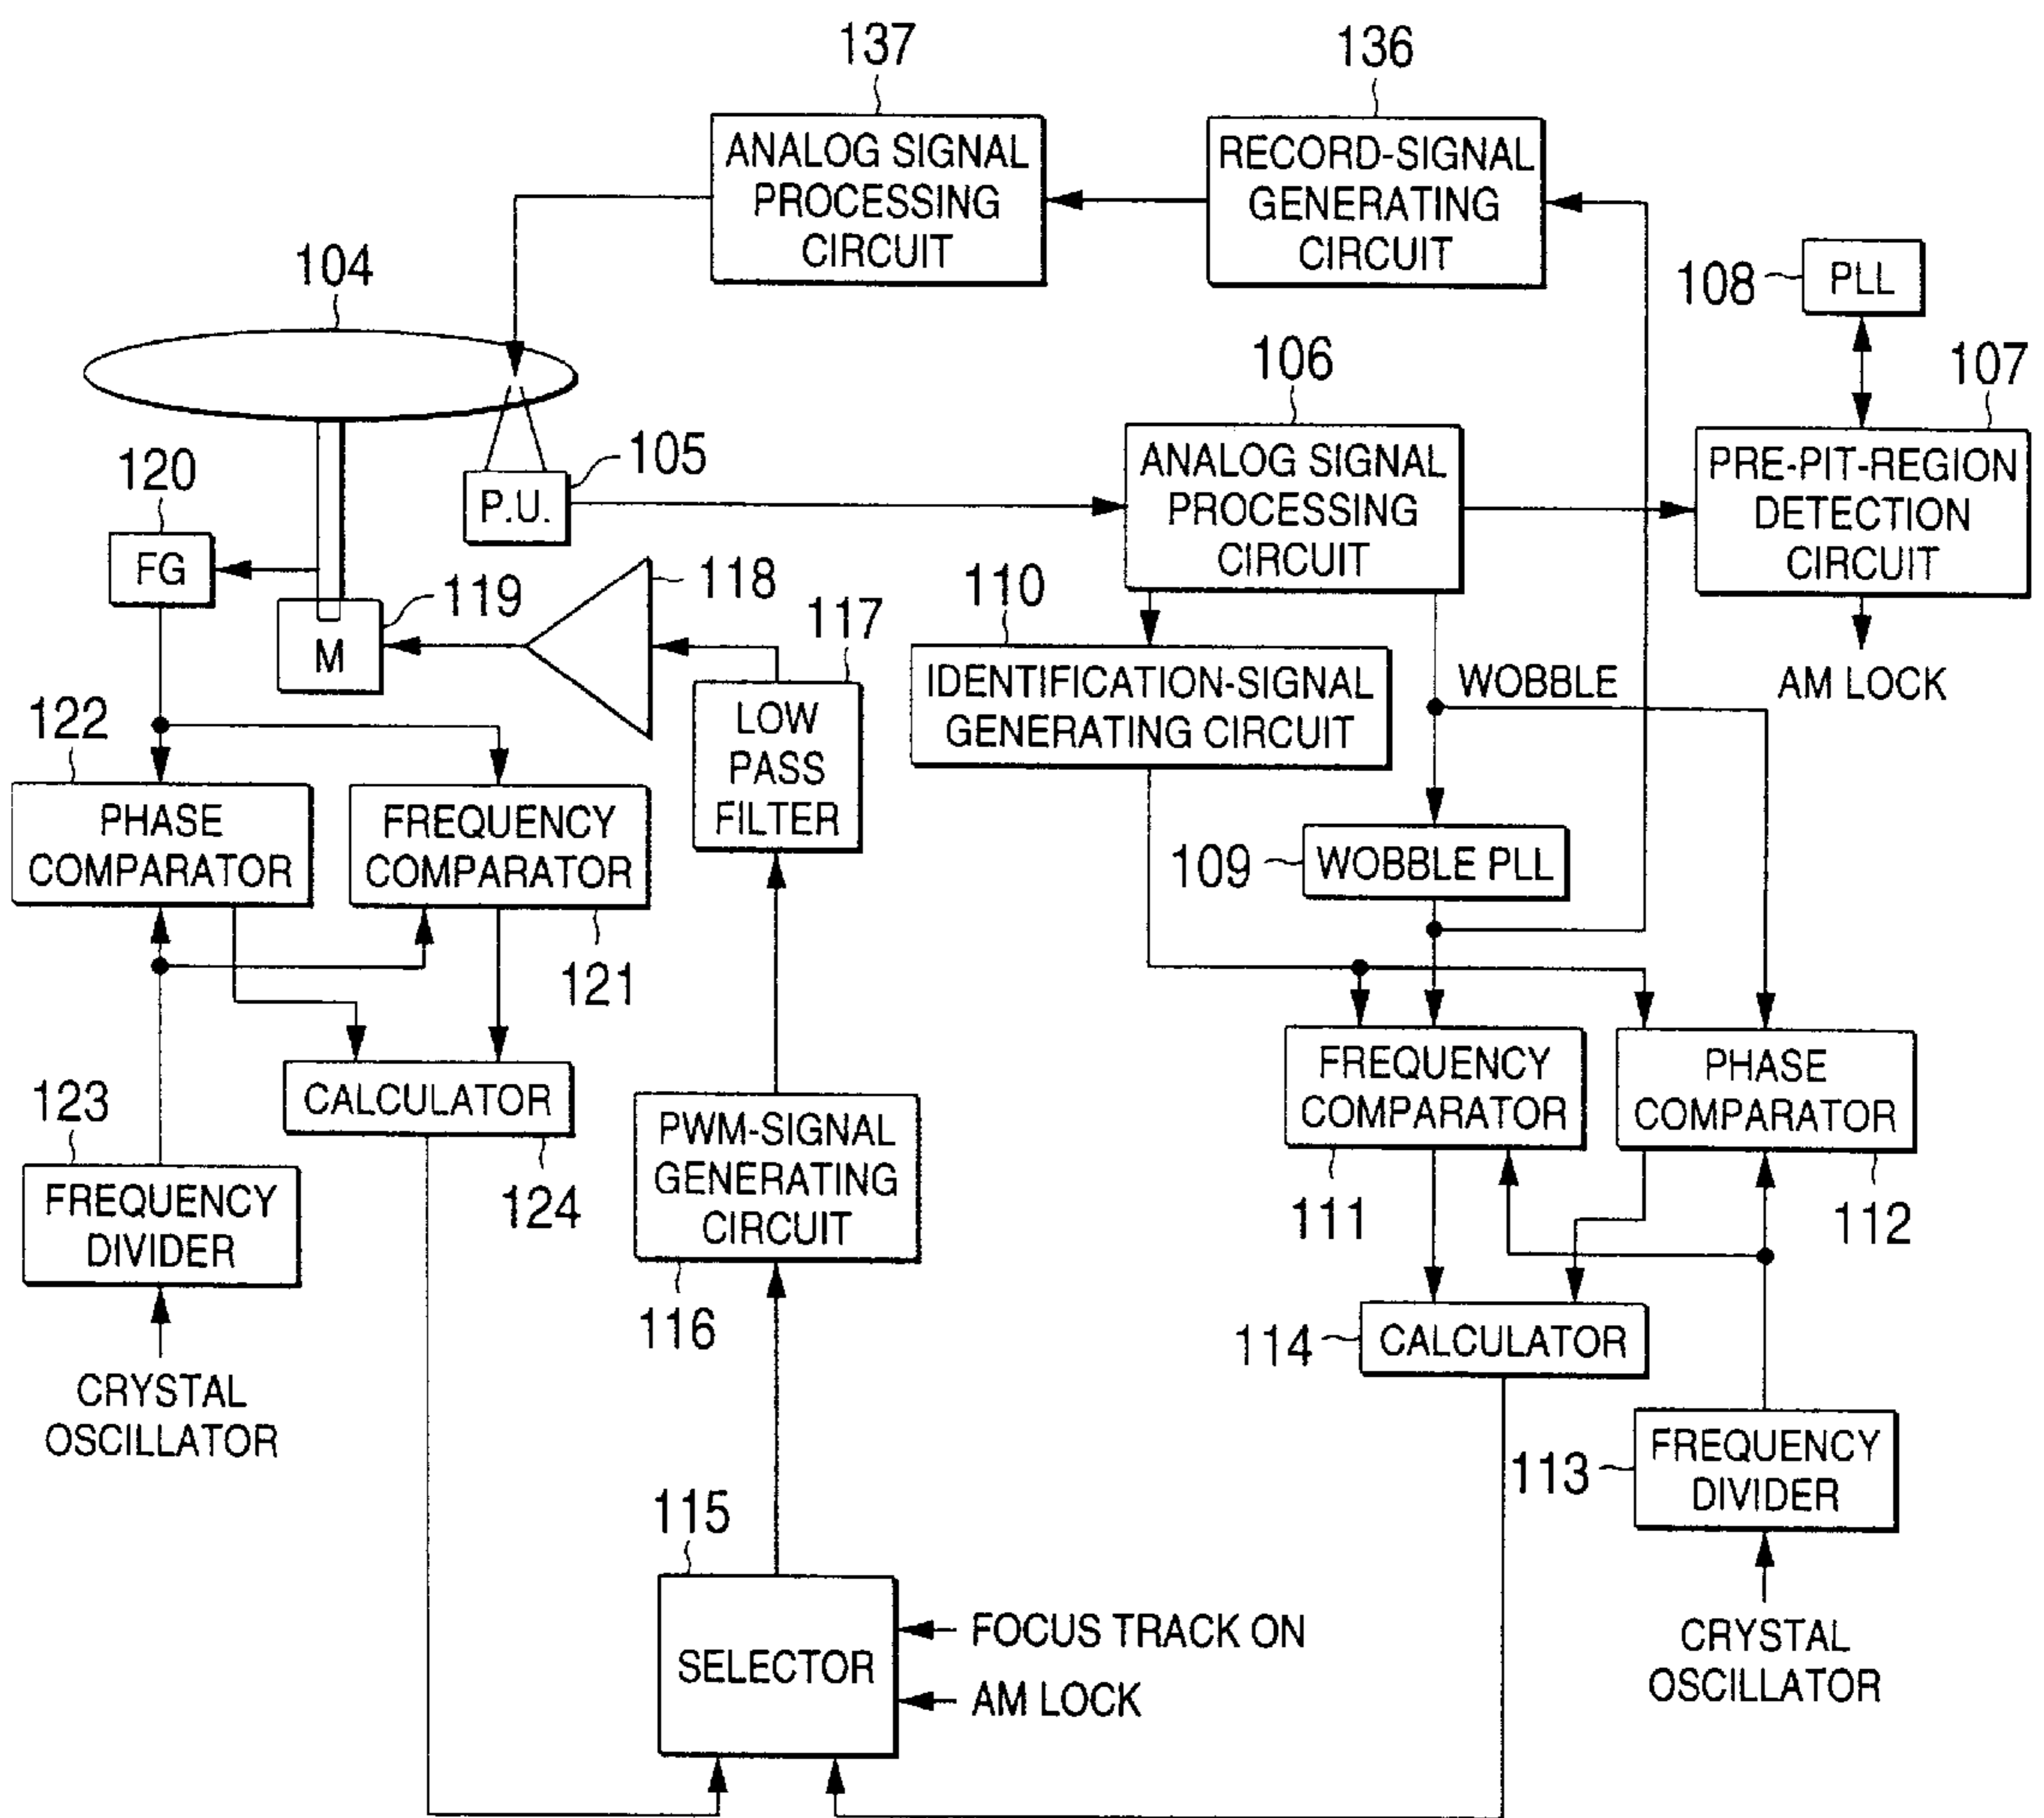 137
136
ANALOG SIGNAL
PROCESSING
CIRCUIT
RECORD-SIGNAL
GENERATING
CIRCUIT
108
PLL
104
106
107
ANALOG SIGNAL
PROCESSING
CIRCUIT
PRE-PIT-REGION
DETECTION
CIRCUIT
105
P.U.
120
FG
119
M
118
117
LOW
PASS
FILTER
110
IDENTIFICATION-SIGNAL
GENERATING CIRCUIT
WOBBLE
AM LOCK
122
PHASE
COMPARATOR
FREQUENCY
COMPARATOR
121
109
WOBBLE PLL
123
FREQUENCY
DIVIDER
CALCULATOR
124
PWM-SIGNAL
GENERATING
CIRCUIT
116
FREQUENCY
COMPARATOR
111
PHASE
COMPARATOR
112
114
CALCULATOR
CRYSTAL
OSCILLATOR
113
FREQUENCY
DIVIDER
115
SELECTOR
FOCUS TRACK ON
AM LOCK
CRYSTAL
OSCILLATOR